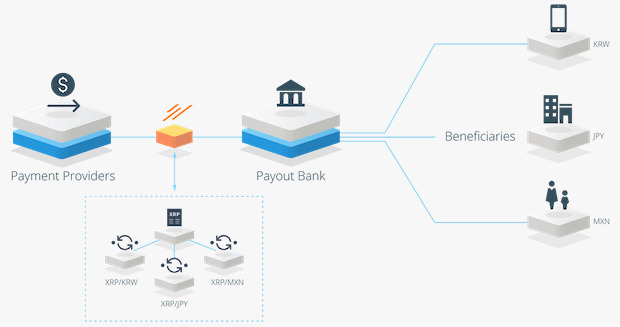 $
KRW
Payment Providers
Payout Bank
Beneficiaries
JPY
XRP
MXN
XRP/KRW
XRP/JPY
XRP/MXN